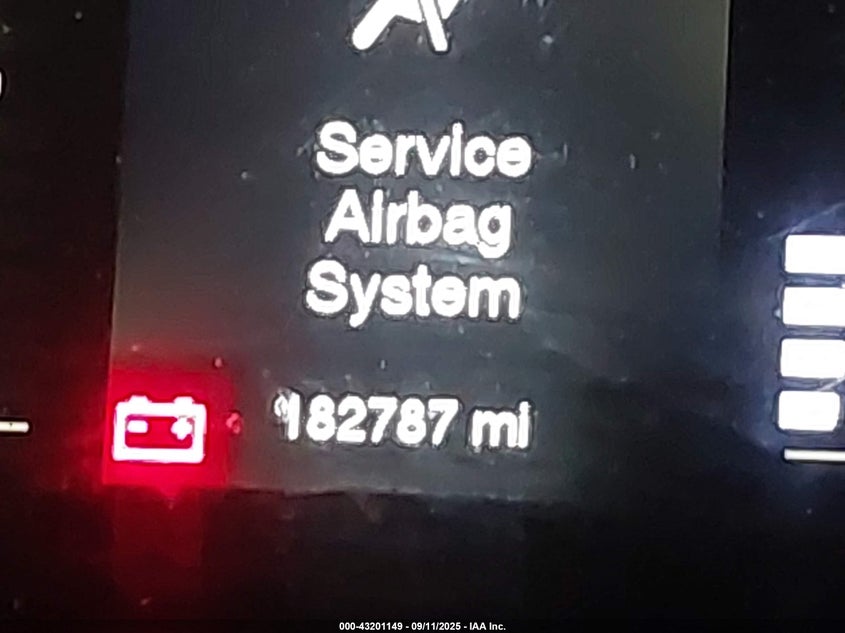 Service
Airbag
System
182787 mi
000-43201149 - 09/11/2025 - IAA Inc.